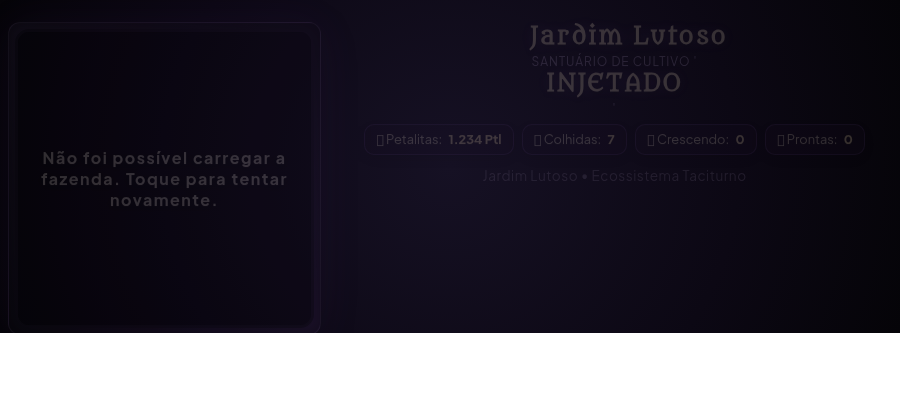 Não foi possível carregar a
fazenda. Toque para tentar
novamente.
Jardim Lutoso
SANTUÁRIO DE CULTIVO
INJETADO
Petalitas: 1.234 Ptl
Colhidas: 7
Crescendo: 0
Prontas: 0
Jardim Lutoso • Ecossistema Taciturno